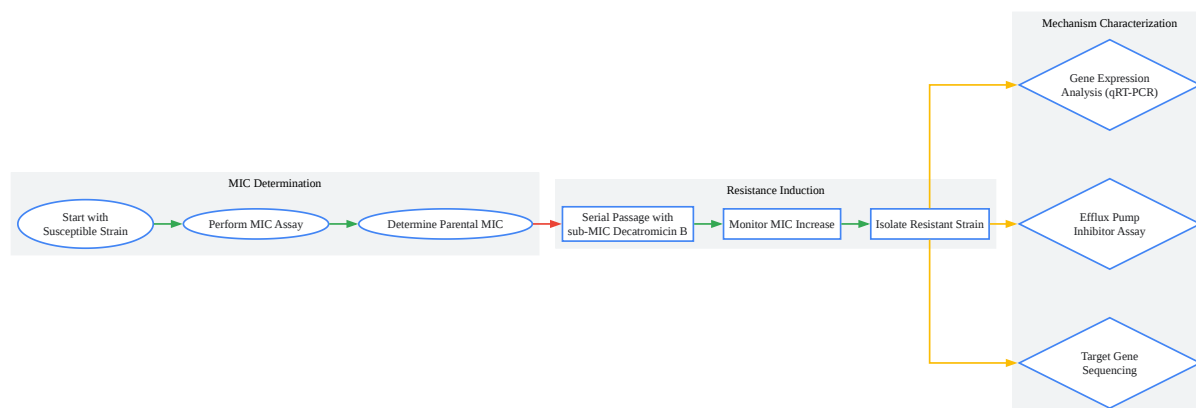 Mechanism Characterization
Gene Expression
Analysis (qRT-PCR)
MIC Determination
Start with
Susceptible Strain
Perform MIC Assay
Determine Parental MIC
Resistance Induction
Serial Passage with
sub-MIC Decatromicin B
Monitor MIC Increase
Isolate Resistant Strain
Efflux Pump
Inhibitor Assay
Target Gene
Sequencing